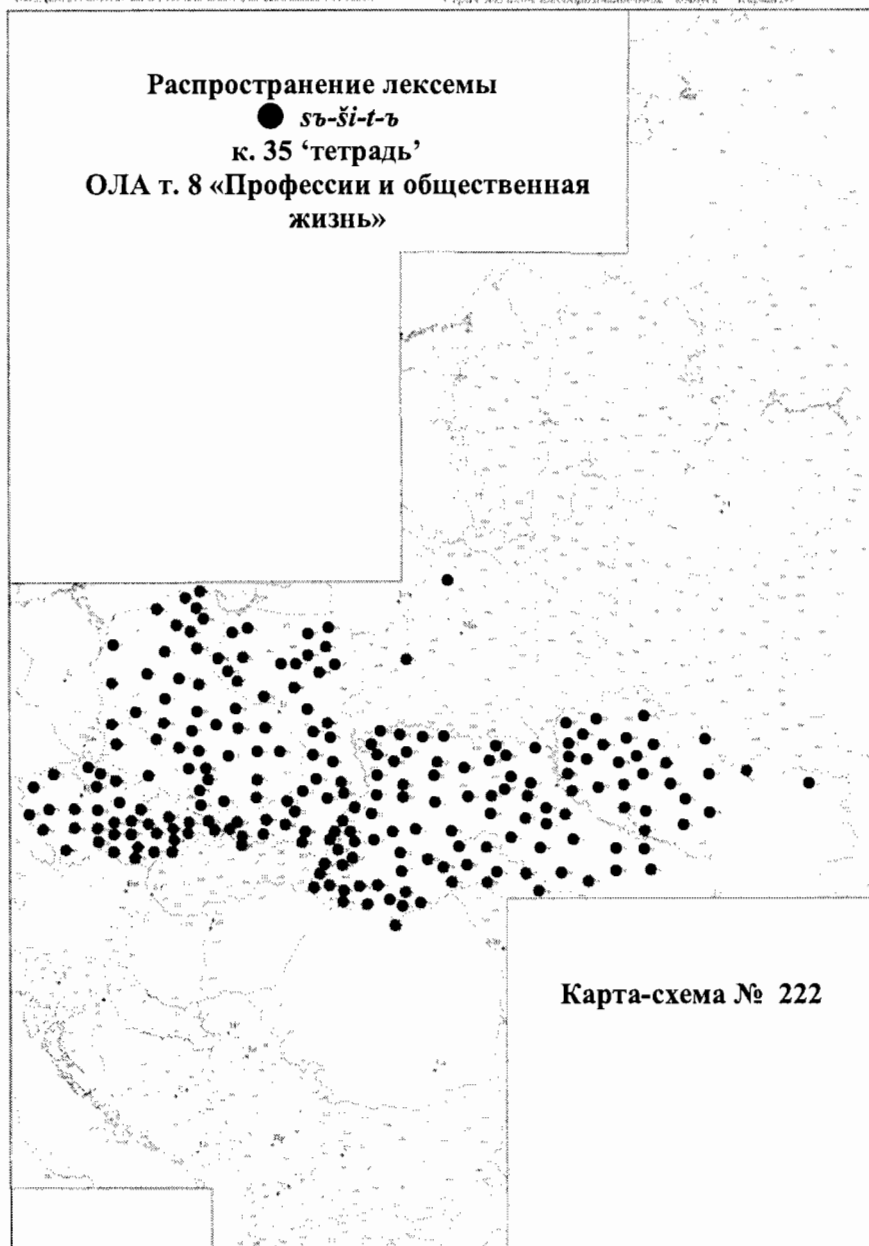 Распространение лексемы
● sъ-ši-t-ъ
к. 35 ‘тетрадь’
ОЛА т. 8 «Профессии и общественная
жизнь»
Карта-схема № 222